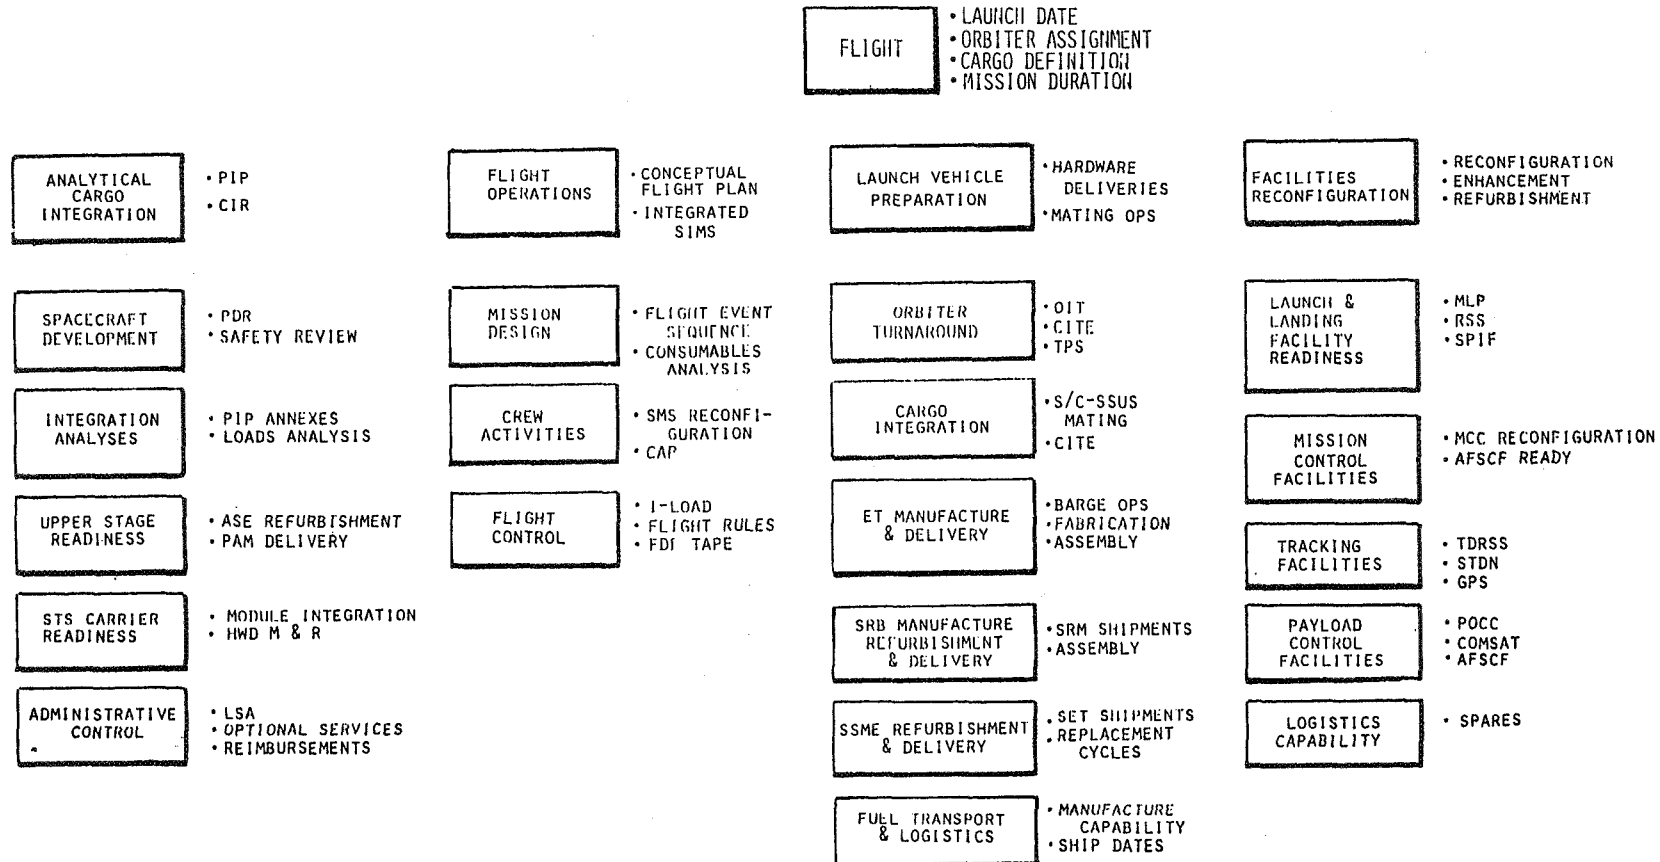 FLIGHT
• LAUNCH DATE
• ORBITER ASSIGNMENT
• CARGO DEFINITION
• MISSION DURATION
ANALYTICAL
CARGO
INTEGRATION
• PIP
• CIR
SPACECRAFT
DEVELOPMENT
• PDR
• SAFETY REVIEW
INTEGRATION
ANALYSES
• PIP ANNEXES
• LOADS ANALYSIS
UPPER STAGE
READINESS
• ASE REFURBISHMENT
• PAM DELIVERY
STS CARRIER
READINESS
• MODULE INTEGRATION
• HWD M & R
ADMINISTRATIVE
CONTROL
• LSA
• OPTIONAL SERVICES
• REIMBURSEMENTS
FLIGHT
OPERATIONS
• CONCEPTUAL
FLIGHT PLAN
• INTEGRATED
SIMS
MISSION
DESIGN
• FLIGHT EVENT
SEQUENCE
• CONSUMABLES
ANALYSIS
CREW
ACTIVITIES
• SMS RECONFI-
GURATION
• CAP
FLIGHT
CONTROL
• I-LOAD
• FLIGHT RULES
• FDF TAPE
LAUNCH VEHICLE
PREPARATION
• HARDWARE
DELIVERIES
• MATING OPS
ORBITER
TURNAROUND
• OIT
• CITE
• TPS
CARGO
INTEGRATION
• S/C-SSUS
MATING
• CITE
ET MANUFACTURE
& DELIVERY
• BARGE OPS
• FABRICATION
• ASSEMBLY
SRB MANUFACTURE
REFURBISHMENT
& DELIVERY
• SRM SHIPMENTS
• ASSEMBLY
SSME REFURBISHMENT
& DELIVERY
• SET SHIPMENTS
• REPLACEMENT
CYCLES
FUEL TRANSPORT
& LOGISTICS
• MANUFACTURE
CAPABILITY
• SHIP DATES
FACILITIES
RECONFIGURATION
• RECONFIGURATION
• ENHANCEMENT
• REFURBISHMENT
LAUNCH &
LANDING
FACILITY
READINESS
• MLP
• RSS
• SPIF
MISSION
CONTROL
FACILITIES
• MCC RECONFIGURATION
• AFSCF READY
TRACKING
FACILITIES
• TDRSS
• STDN
• GPS
PAYLOAD
CONTROL
FACILITIES
• POCC
• COMSAT
• AFSCF
LOGISTICS
CAPABILITY
• SPARES